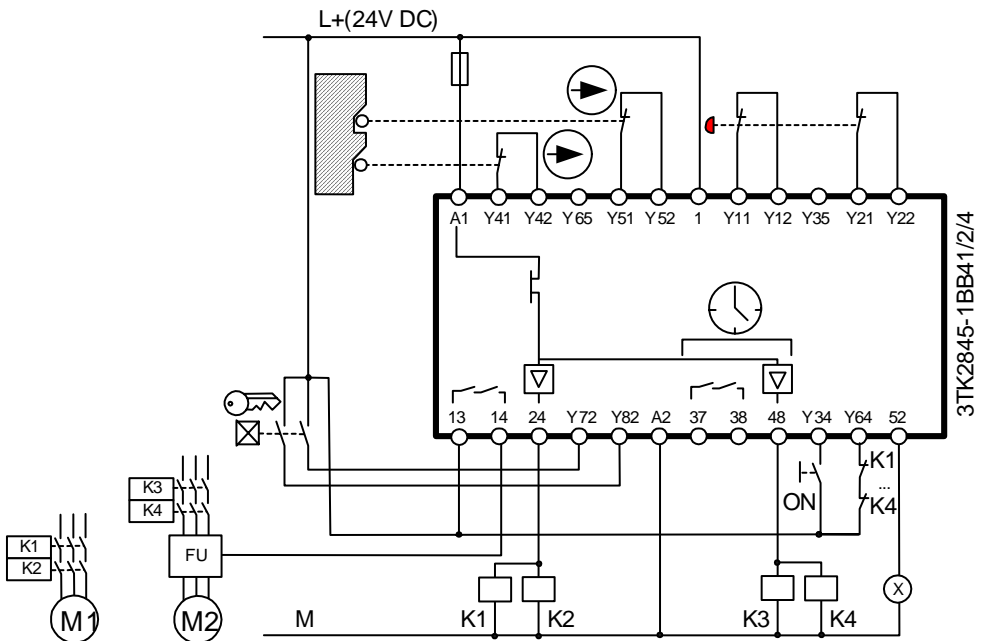 L+(24V DC)
A1 Y41 Y42 Y65 Y51 Y52 1 Y11 Y12 Y35 Y21 Y22
3TK2845-1BB41/2/4
13 14 24 Y72 Y82 A2 37 38 48 Y34 Y64 52
K1
...
K4
ON
K3
K4
FU
K1
K2
M1
M2
M
K1
K2
K3
K4
X